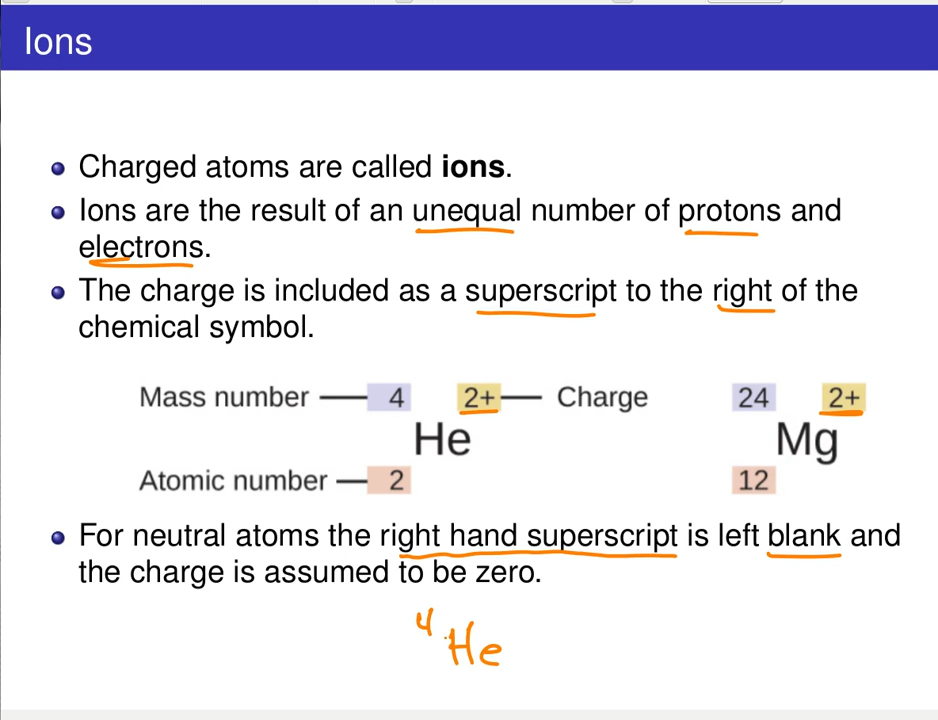 Ions
Charged atoms are called ions.
Ions are the result of an unequal number of protons and
electrons.
The charge is included as a superscript to the right of the
chemical symbol.
Mass number 4 2+ Charge 24 2+
He Mg
Atomic number 2 12
For neutral atoms the right hand superscript is left blank and
the charge is assumed to be zero.
4 He